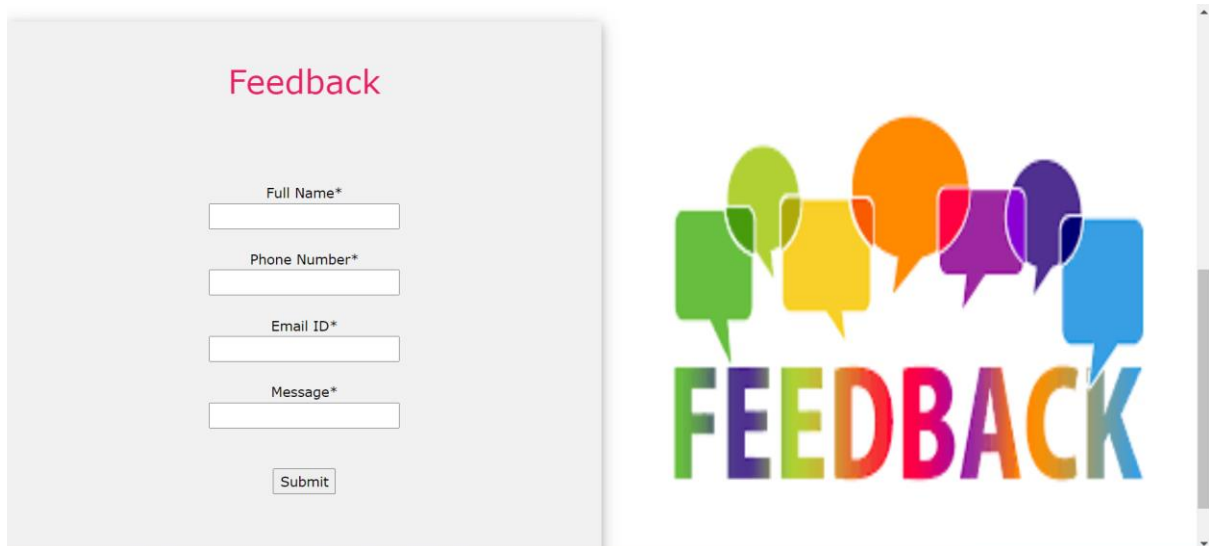 Feedback
Full Name*
Phone Number*
Email ID*
Message*
Submit
FEEDBACK